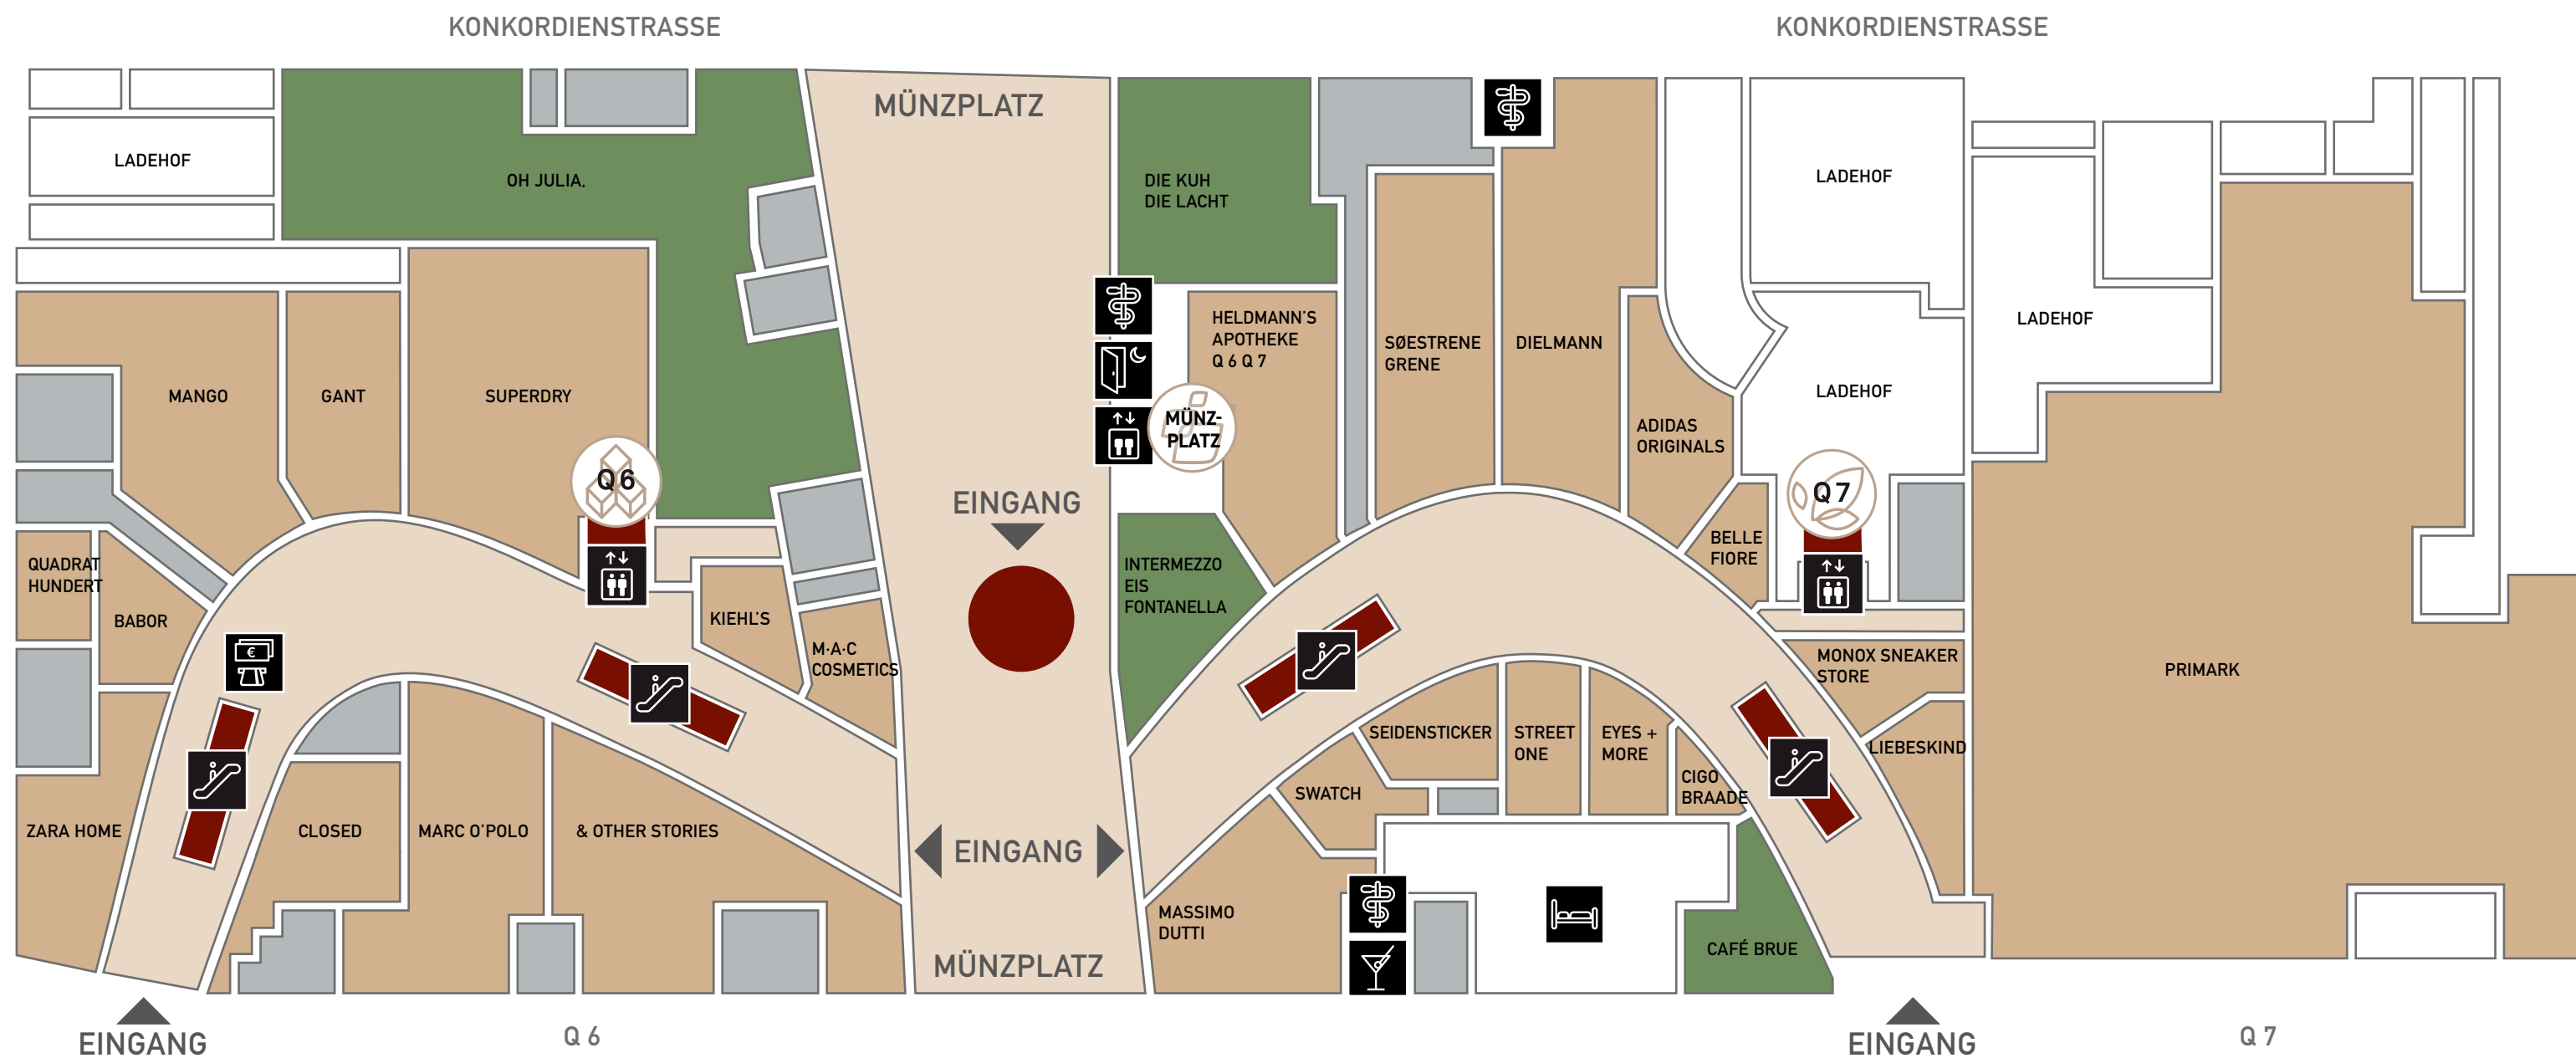 KONKORDIENSTRASSE
KONKORDIENSTRASSE
MÜNZPLATZ
LADEHOF
OH JULIA,
DIE KUH
DIE LACHT
LADEHOF
HELDMANN'S
APOTHEKE
Q 6 Q 7
LADEHOF
SØESTRENE
GRENE
DIELMANN
MANGO
GANT
SUPERDRY
LADEHOF
MÜNZ-
PLATZ
ADIDAS
ORIGINALS
Q 6
Q 7
EINGANG
BELLE
FIORE
QUADRAT
HUNDERT
INTERMEZZO
EIS
FONTANELLA
BABOR
KIEHL'S
€
M·A·C
COSMETICS
MONOX SNEAKER
STORE
PRIMARK
SEIDENSTICKER
STREET
ONE
EYES +
MORE
LIEBESKIND
CIGO
BRAADE
SWATCH
ZARA HOME
CLOSED
MARC O'POLO
& OTHER STORIES
EINGANG
MASSIMO
DUTTI
CAFÉ BRUE
MÜNZPLATZ
EINGANG
Q 6
EINGANG
Q 7